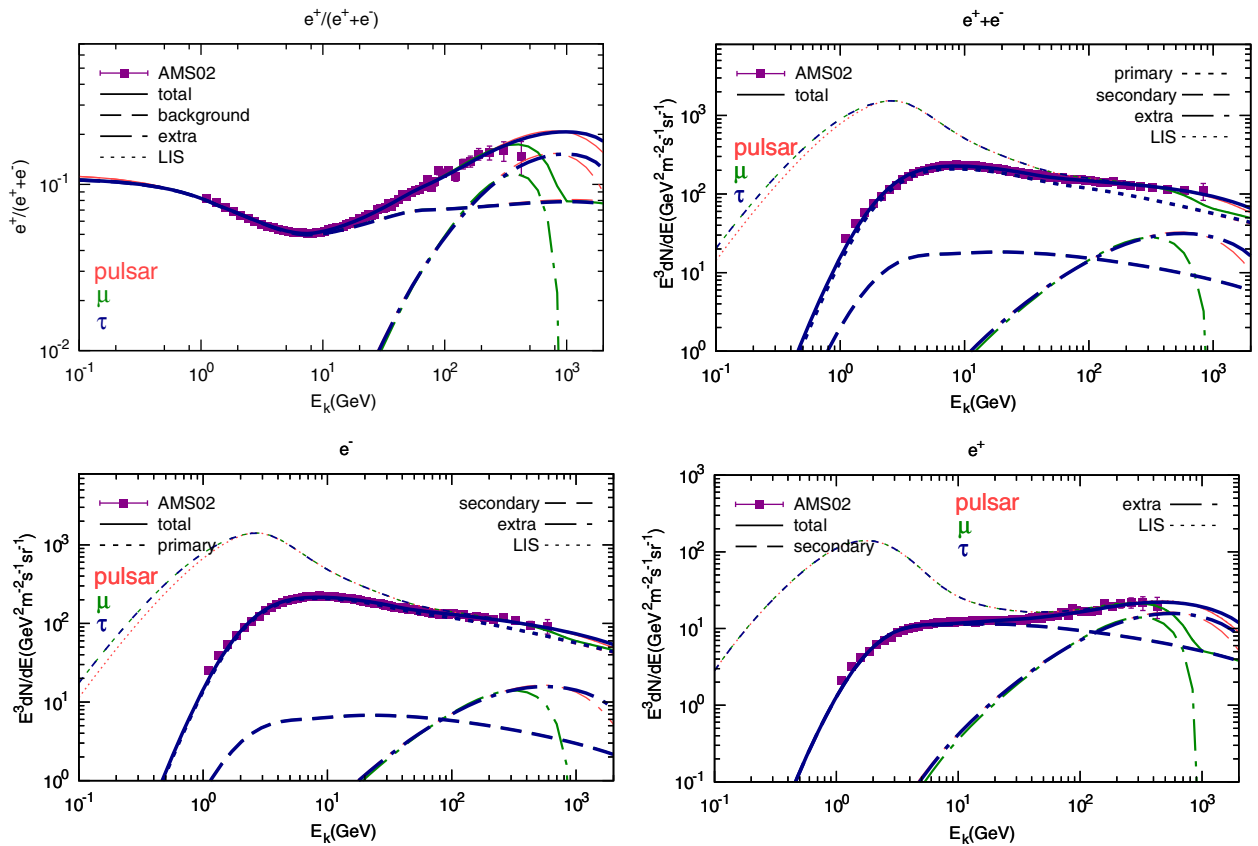 e⁺/(e⁺+e⁻)
e⁺/(e⁺+e⁻)
AMS02
total
background
extra
LIS
pulsar
μ
τ
10⁻¹
10⁻²
10⁻¹ 10⁰ 10¹ 10² 10³
E_k(GeV)
e⁺+e⁻
E³dN/dE(GeV²m⁻²s⁻¹sr⁻¹)
AMS02
total
primary
secondary
extra
LIS
pulsar
μ
τ
10³
10²
10¹
10⁰
10⁻¹ 10⁰ 10¹ 10² 10³
E_k(GeV)
e⁻
E³dN/dE(GeV²m⁻²s⁻¹sr⁻¹)
AMS02
total
primary
secondary
extra
LIS
pulsar
μ
τ
10³
10²
10¹
10⁰
10⁻¹ 10⁰ 10¹ 10² 10³
E_k(GeV)
e⁺
E³dN/dE(GeV²m⁻²s⁻¹sr⁻¹)
AMS02
total
secondary
pulsar
μ
τ
extra
LIS
10³
10²
10¹
10⁰
10⁻¹
10⁻¹ 10⁰ 10¹ 10² 10³
E_k(GeV)